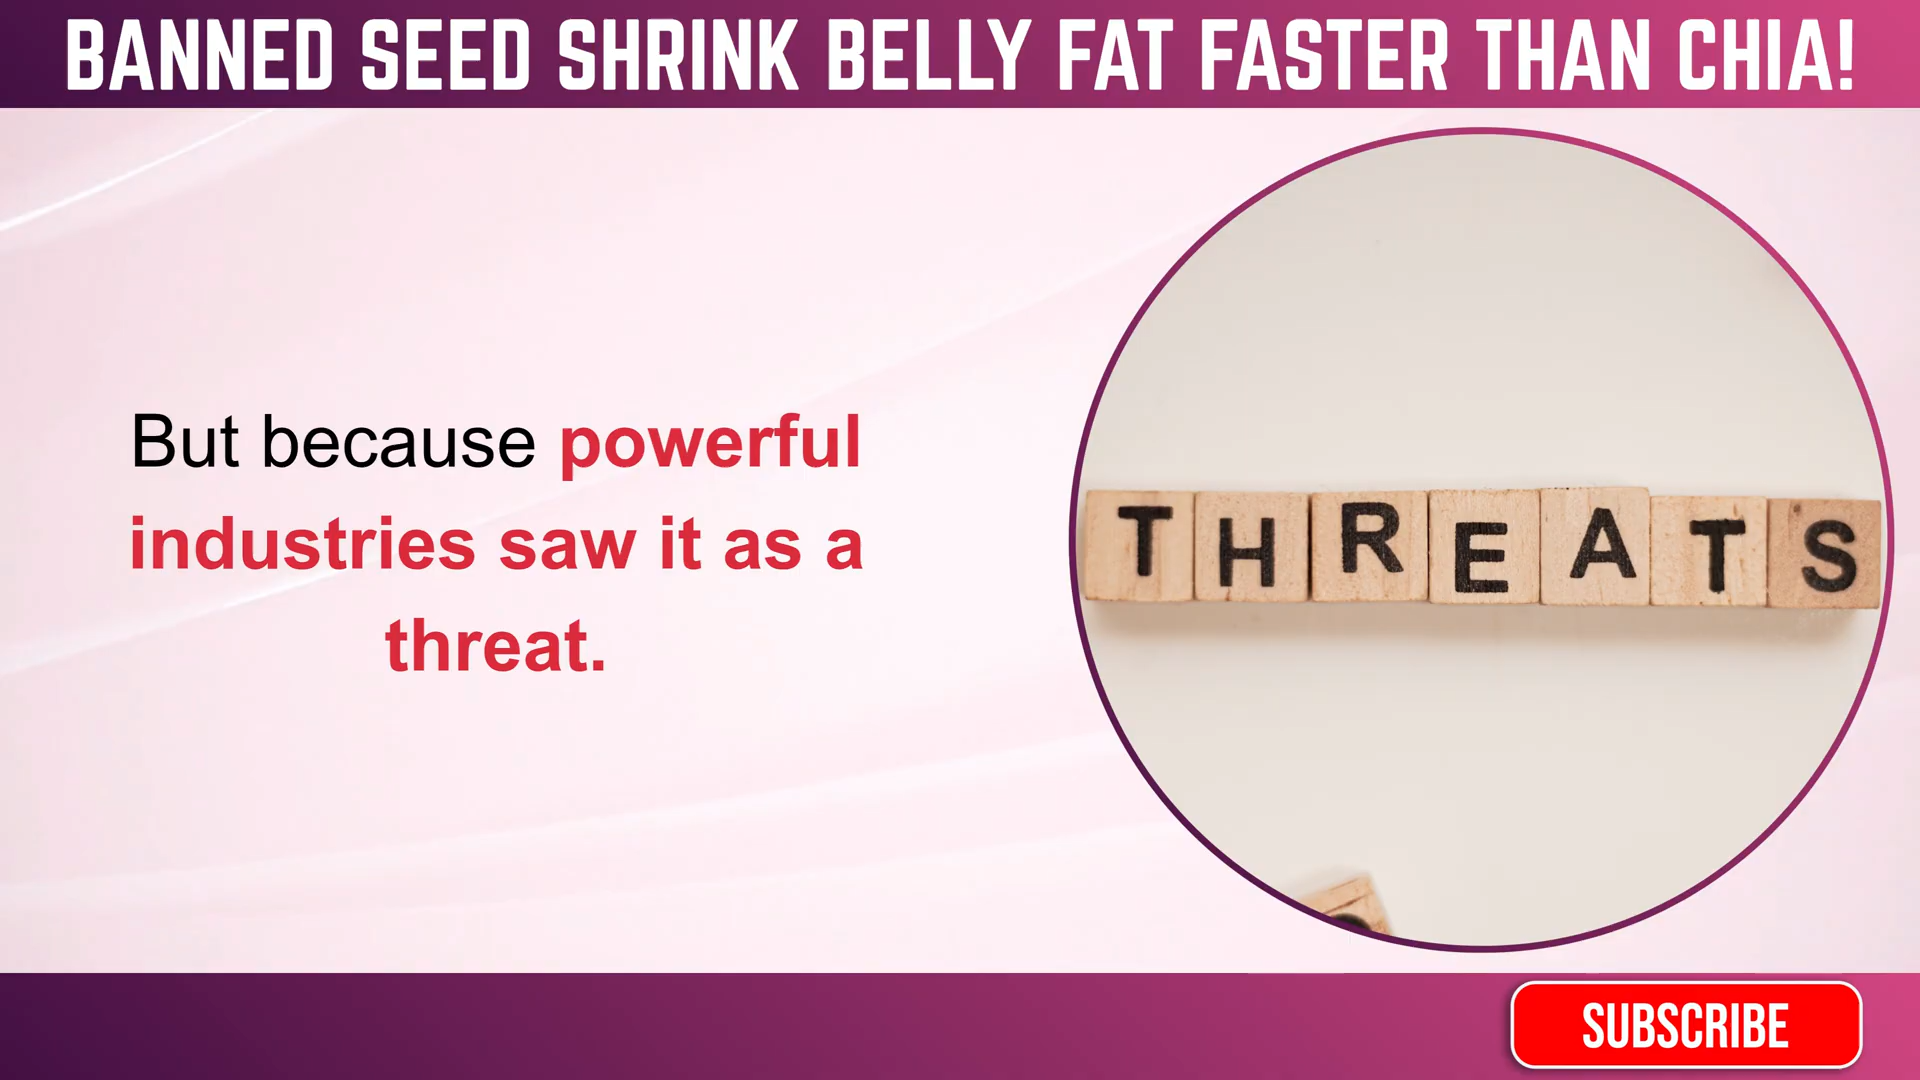 BANNED SEED SHRINK BELLY FAT FASTER THAN CHIA!
But because powerful
industries saw it as a
threat.
THREATS
SUBSCRIBE